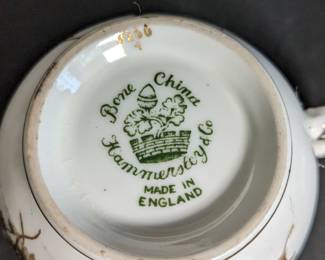 Bone China
Hammersley & Co
MADE IN
ENGLAND